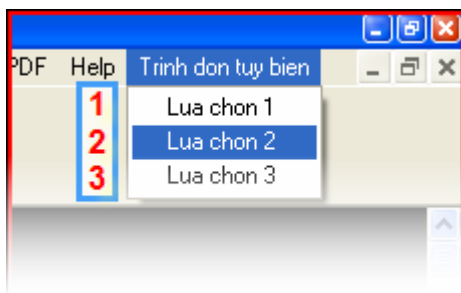 PDF Help Trinh don tuy bien
1 Lua chon 1
2 Lua chon 2
3 Lua chon 3